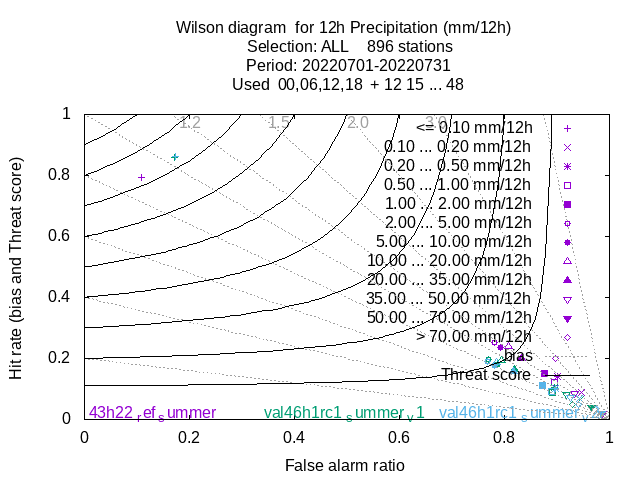 Wilson diagram  for 12h Precipitation (mm/12h)
Selection: ALL    896 stations
Period: 20220701-20220731
Used  00,06,12,18  + 12 15 ... 48
1.2 1.5 2.0 3.0
<= 0.10 mm/12h
0.10 ... 0.20 mm/12h
0.20 ... 0.50 mm/12h
0.50 ... 1.00 mm/12h
1.00 ... 2.00 mm/12h
2.00 ... 5.00 mm/12h
5.00 ... 10.00 mm/12h
10.00 ... 20.00 mm/12h
20.00 ... 35.00 mm/12h
35.00 ... 50.00 mm/12h
50.00 ... 70.00 mm/12h
> 70.00 mm/12h
bias
Threat score
1
0.8
0.6
0.4
0.2
0
Hit rate (bias and Threat score)
43h22_ref_summer val46h1rc1_summer_v1 val46h1rc1_summer_v
0 0.2 0.4 0.6 0.8 1
False alarm ratio